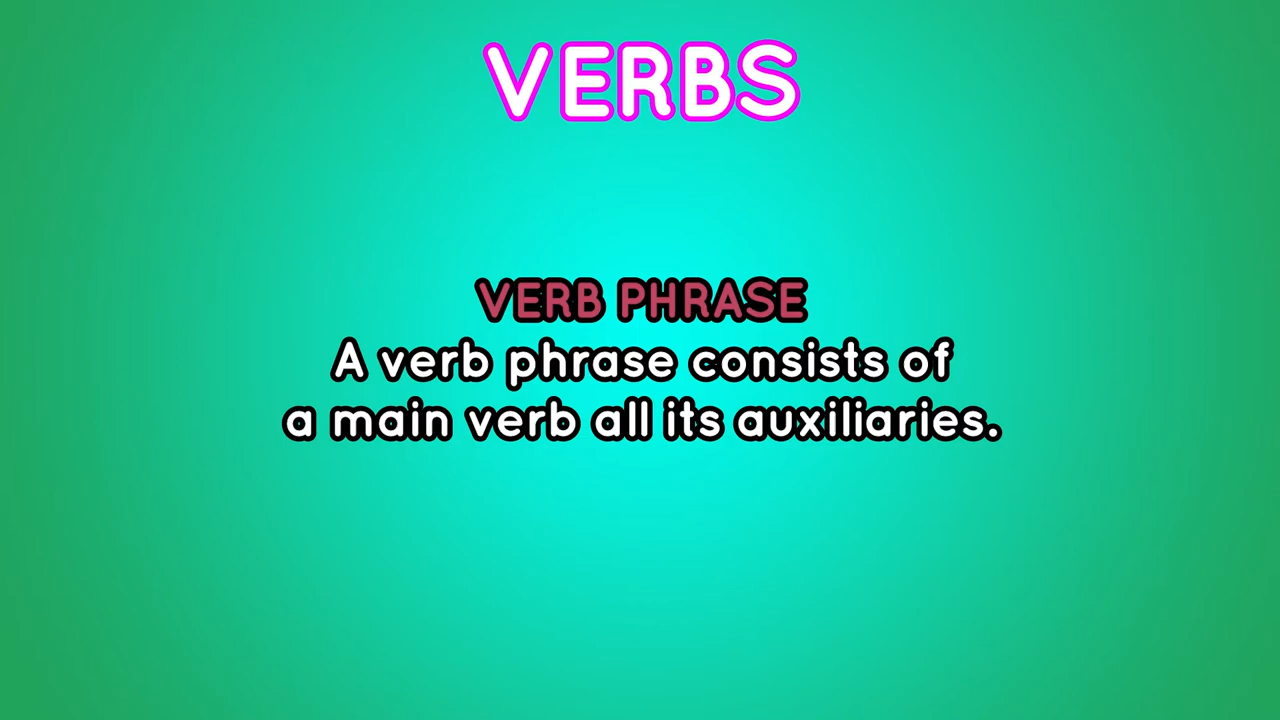 VERBS
VERB PHRASE
A verb phrase consists of
a main verb all its auxiliaries.